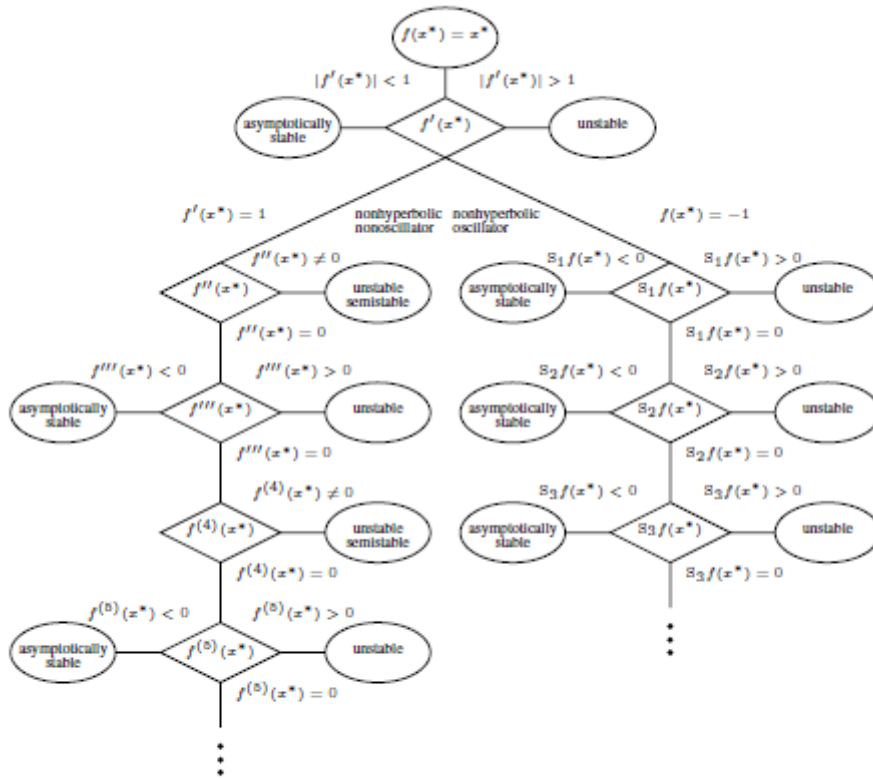 f(x*) = x*
|f′(x*)| < 1 |f′(x*)| > 1
asymptotically
stable
f′(x*)
unstable
f′(x*) = 1
nonhyperbolic nonhyperbolic
nonoscillator oscillator
f(x*) = −1
f″(x*) ≠ 0
S₁f(x*) < 0 S₁f(x*) > 0
f″(x*)
unstable
semistable
asymptotically
stable
S₁f(x*)
unstable
f″(x*) = 0
S₁f(x*) = 0
f‴(x*) < 0 f‴(x*) > 0
S₂f(x*) < 0 S₂f(x*) > 0
asymptotically
stable
f‴(x*)
unstable
asymptotically
stable
S₂f(x*)
unstable
f‴(x*) = 0
S₂f(x*) = 0
f⁽⁴⁾(x*) ≠ 0
S₃f(x*) < 0 S₃f(x*) > 0
f⁽⁴⁾(x*)
unstable
semistable
asymptotically
stable
S₃f(x*)
unstable
f⁽⁴⁾(x*) = 0
S₃f(x*) = 0
f⁽⁵⁾(x*) < 0 f⁽⁵⁾(x*) > 0
asymptotically
stable
f⁽⁵⁾(x*)
unstable
f⁽⁵⁾(x*) = 0